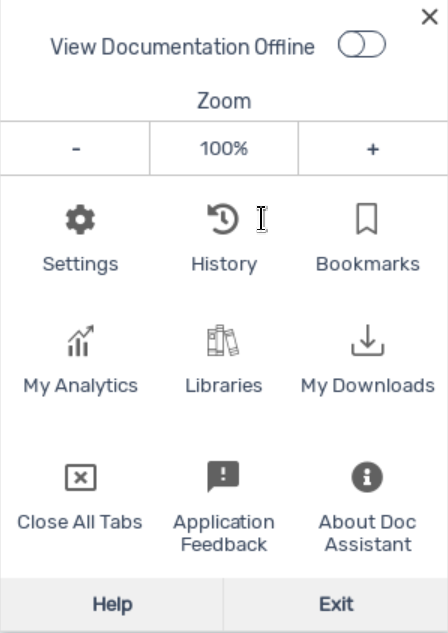 View Documentation Offline
Zoom
- 100% +
Settings History Bookmarks
My Analytics Libraries My Downloads
Close All Tabs Application Feedback About Doc Assistant
Help Exit